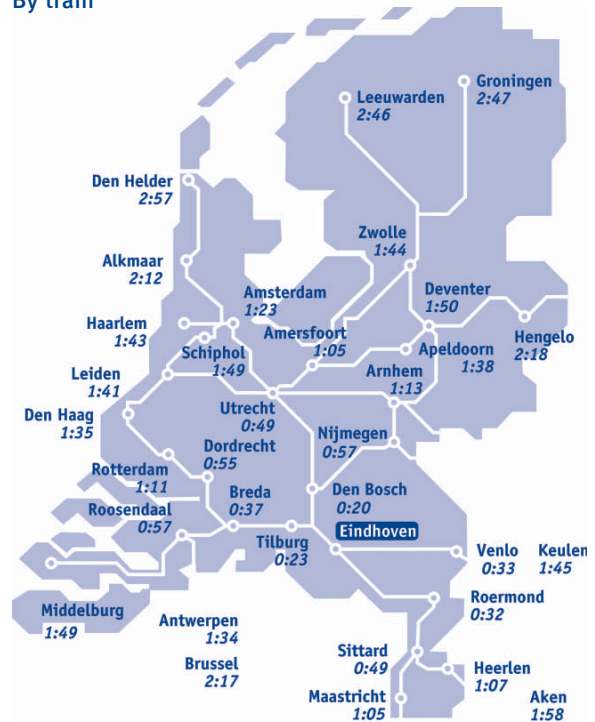 By train
Groningen
2:47
Leeuwarden
2:46
Den Helder
2:57
Zwolle
1:44
Alkmaar
2:12
Deventer
1:50
Amsterdam
1:23
Haarlem
1:43
Amersfoort
1:05
Hengelo
2:18
Schiphol
1:49
Apeldoorn
1:38
Leiden
1:41
Arnhem
1:13
Den Haag
1:35
Utrecht
0:49
Nijmegen
0:57
Dordrecht
0:55
Rotterdam
1:11
Breda
0:37
Den Bosch
0:20
Roosendaal
0:57
Eindhoven
Tilburg
0:23
Venlo
0:33
Keulen
1:45
Roermond
0:32
Middelburg
1:49
Antwerpen
1:34
Brussel
2:17
Sittard
0:49
Heerlen
1:07
Maastricht
1:05
Aken
1:58